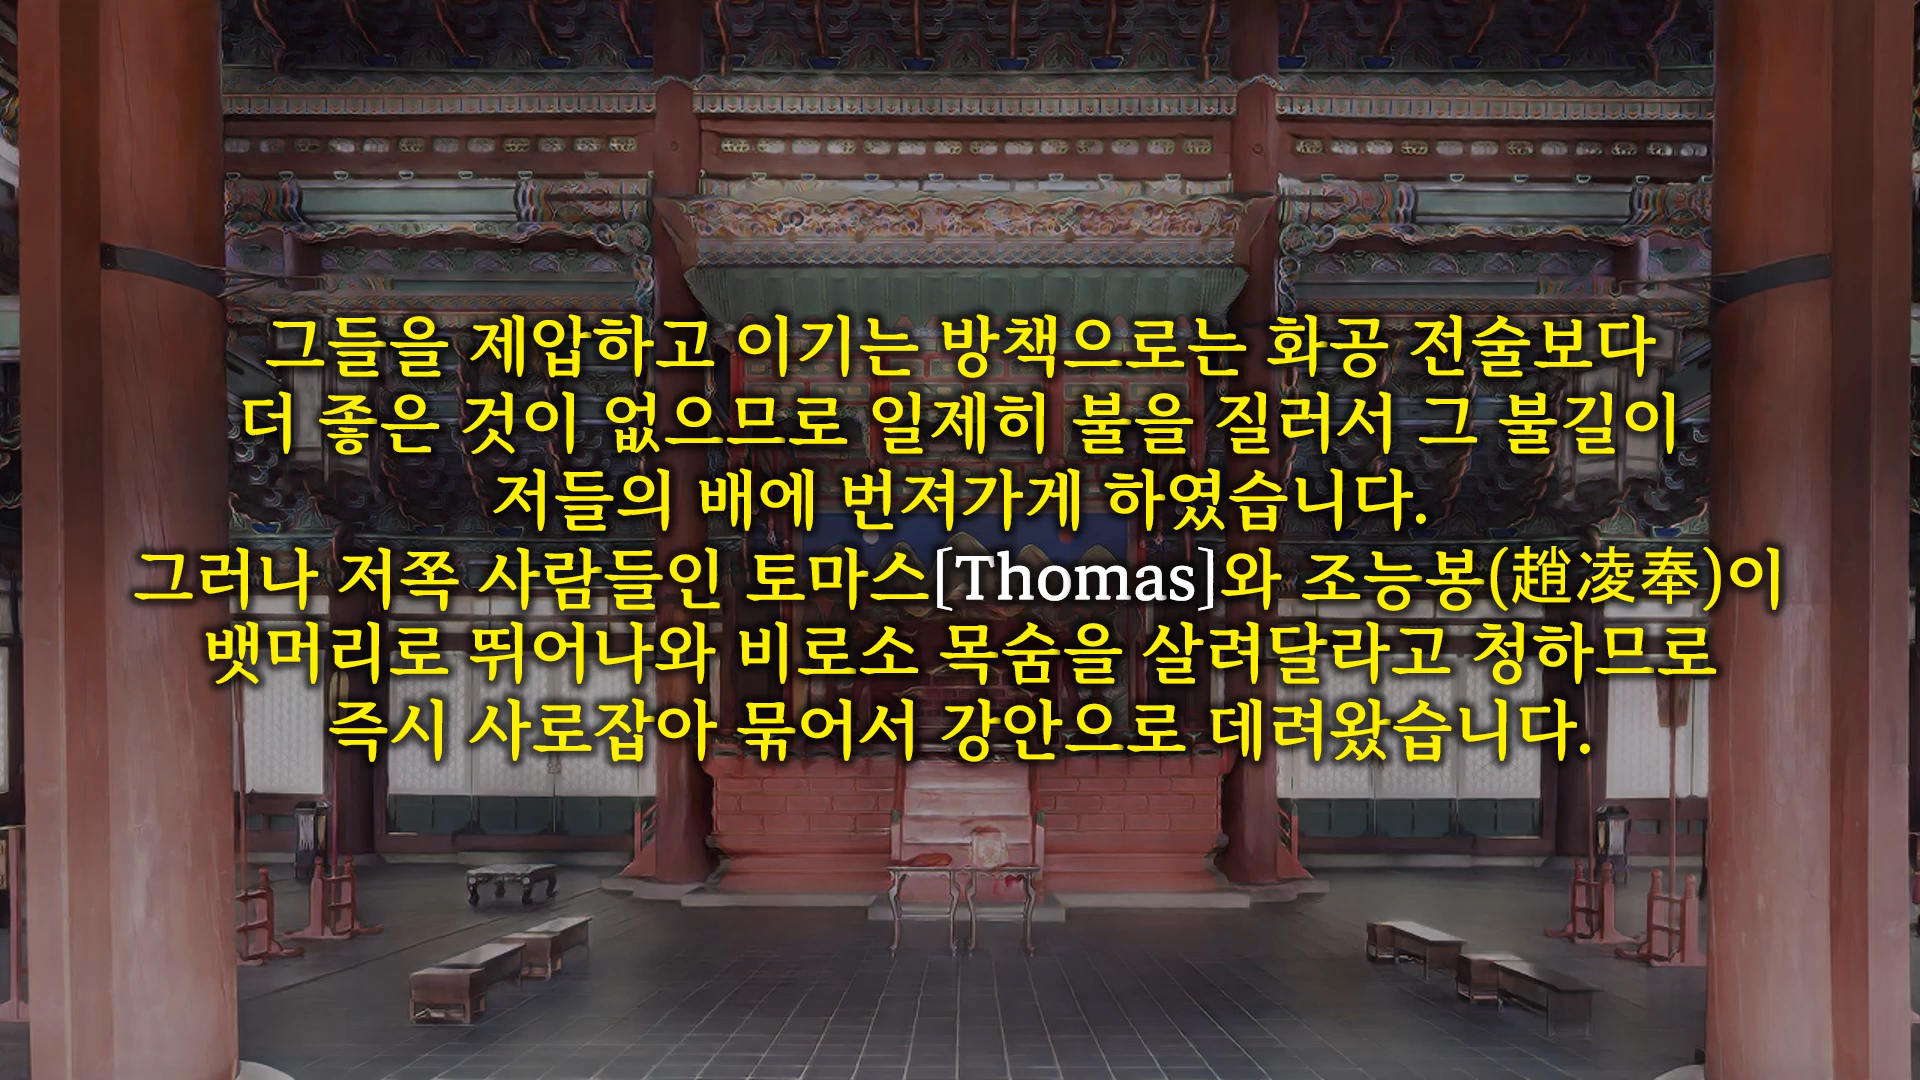 그들을 제압하고 이기는 방책으로는 화공 전술보다
더 좋은 것이 없으므로 일제히 불을 질러서 그 불길이
저들의 배에 번져가게 하였습니다.
그러나 저쪽 사람들인 토마스[Thomas]와 조능봉(趙凌奉)이
뱃머리로 뛰어나와 비로소 목숨을 살려달라고 청하므로
즉시 사로잡아 묶어서 강안으로 데려왔습니다.